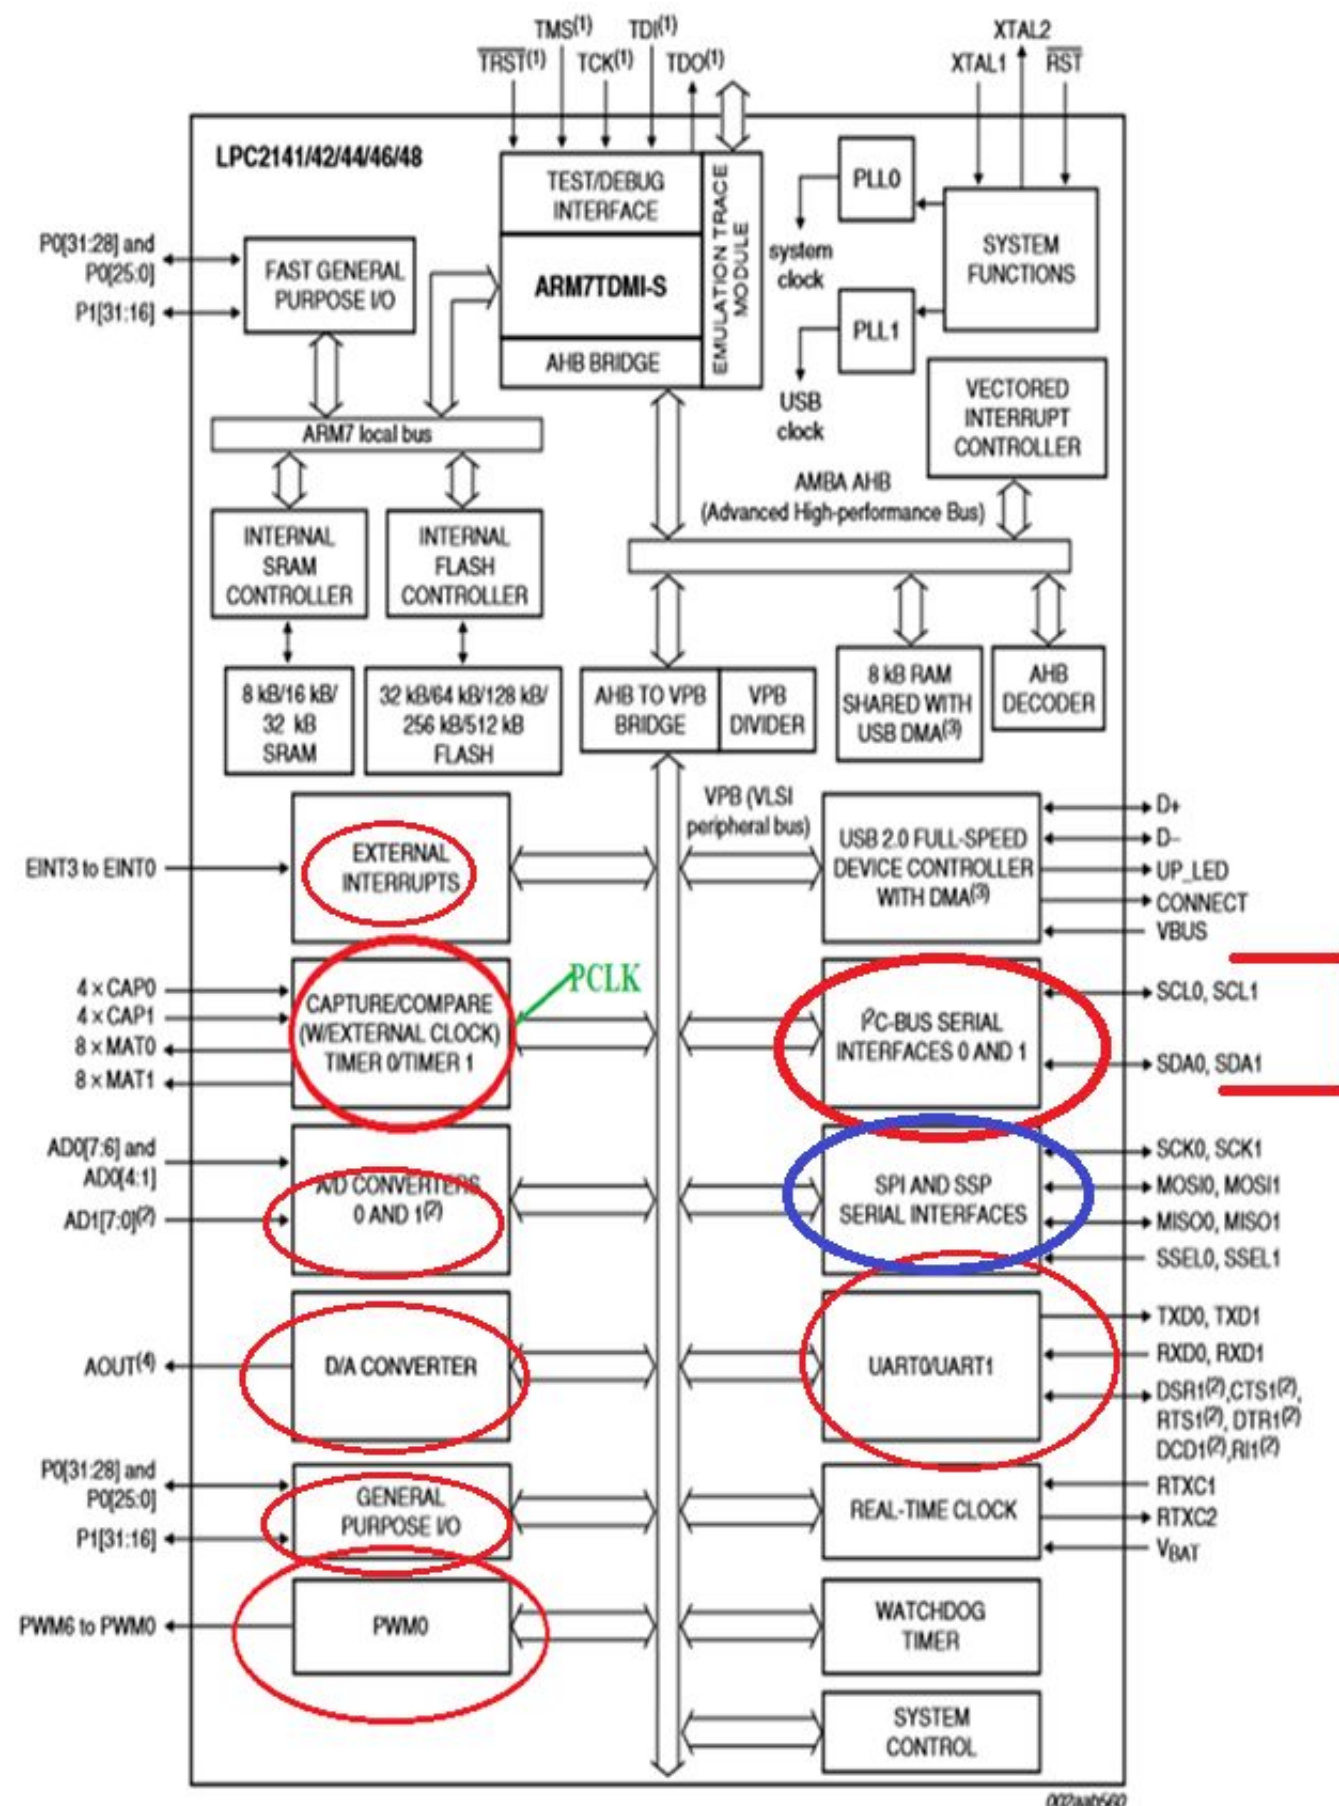 TMS(1)
TDI(1)
XTAL2
TRST(1)
TCK(1)
TDO(1)
XTAL1
RST
LPC2141/42/44/46/48
TEST/DEBUG
INTERFACE
EMULATION TRACE
MODULE
PLL0
system
clock
SYSTEM
FUNCTIONS
P0[31:28] and
P0[25:0]
P1[31:16]
FAST GENERAL
PURPOSE I/O
ARM7TDMI-S
AHB BRIDGE
PLL1
USB
clock
VECTORED
INTERRUPT
CONTROLLER
ARM7 local bus
AMBA AHB
(Advanced High-performance Bus)
INTERNAL
SRAM
CONTROLLER
INTERNAL
FLASH
CONTROLLER
8 kB/16 kB/
32 kB
SRAM
32 kB/64 kB/128 kB/
256 kB/512 kB
FLASH
AHB TO VPB
BRIDGE
VPB
DIVIDER
8 kB RAM
SHARED WITH
USB DMA(3)
AHB
DECODER
VPB (VLSI
peripheral bus)
EINT3 to EINT0
EXTERNAL
INTERRUPTS
USB 2.0 FULL-SPEED
DEVICE CONTROLLER
WITH DMA(3)
D+
D−
UP_LED
CONNECT
VBUS
4 × CAP0
4 × CAP1
8 × MAT0
8 × MAT1
CAPTURE/COMPARE
(W/EXTERNAL CLOCK)
TIMER 0/TIMER 1
PCLK
I2C-BUS SERIAL
INTERFACES 0 AND 1
SCL0, SCL1
SDA0, SDA1
AD0[7:6] and
AD0[4:1]
AD1[7:0](2)
A/D CONVERTERS
0 AND 1(2)
SPI AND SSP
SERIAL INTERFACES
SCK0, SCK1
MOSI0, MOSI1
MISO0, MISO1
SSEL0, SSEL1
AOUT(4)
D/A CONVERTER
UART0/UART1
TXD0, TXD1
RXD0, RXD1
DSR1(2),CTS1(2),
RTS1(2), DTR1(2)
DCD1(2),RI1(2)
P0[31:28] and
P0[25:0]
P1[31:16]
GENERAL
PURPOSE I/O
REAL-TIME CLOCK
RTXC1
RTXC2
VBAT
PWM6 to PWM0
PWM0
WATCHDOG
TIMER
SYSTEM
CONTROL
002aab560